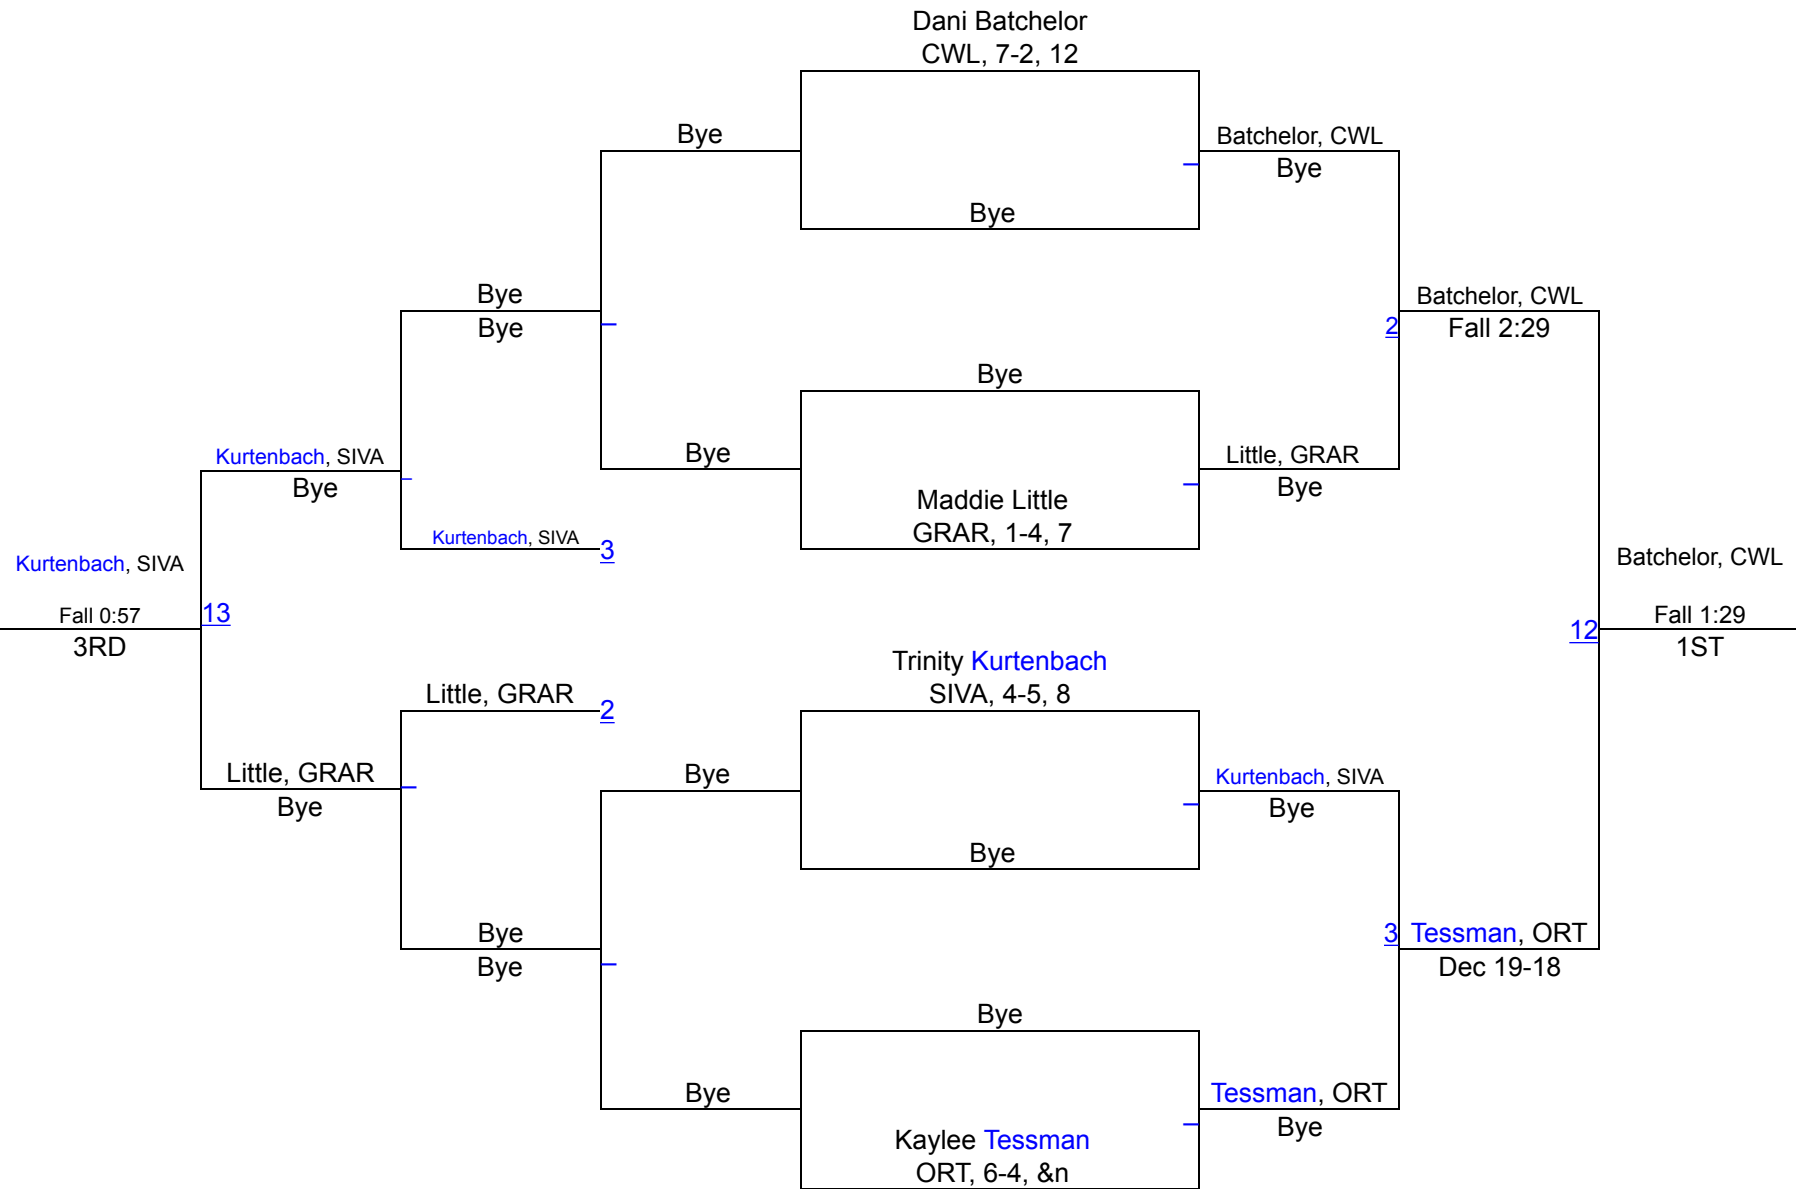 Dani Batchelor
CWL, 7-2, 12
Bye
Batchelor, CWL
Bye
Bye
Bye
Bye
Batchelor, CWL
Fall 2:29
2
Bye
Bye
Little, GRAR
Bye
Kurtenbach, SIVA
Bye
Maddie Little
GRAR, 1-4, 7
Kurtenbach, SIVA
3
Kurtenbach, SIVA
Fall 0:57
3RD
13
Batchelor, CWL
Fall 1:29
1ST
12
Trinity Kurtenbach
SIVA, 4-5, 8
Little, GRAR
2
Little, GRAR
Bye
Bye
Kurtenbach, SIVA
Bye
Bye
Bye
Bye
3
Tessman, ORT
Dec 19-18
Bye
Bye
Tessman, ORT
Bye
Kaylee Tessman
ORT, 6-4, &n